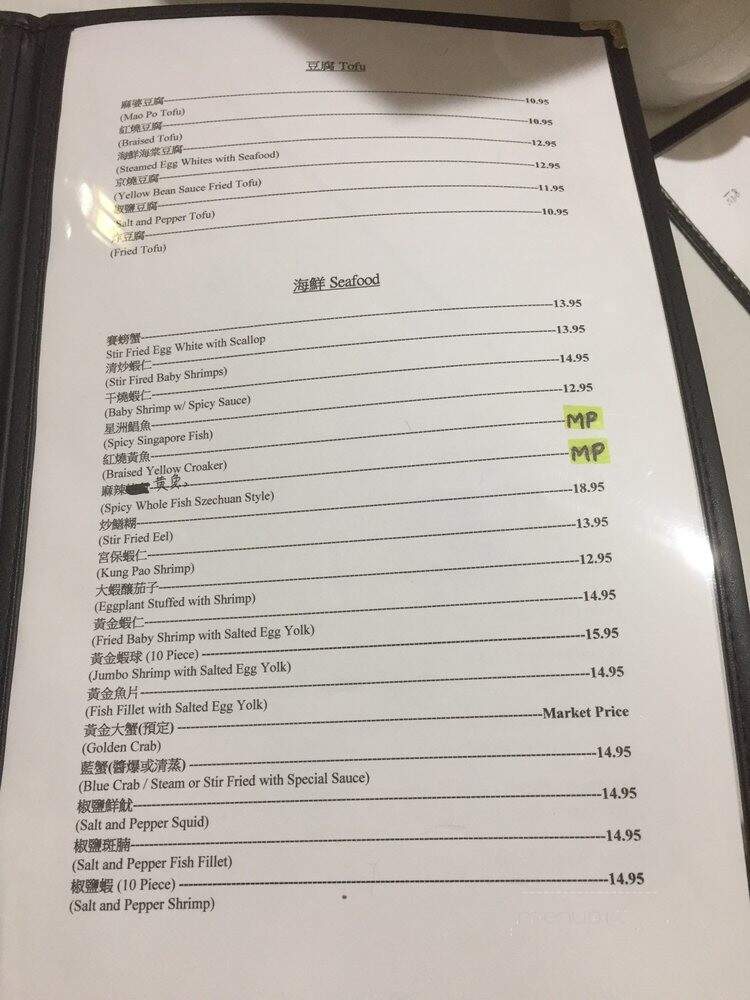 豆腐 Tofu
麻婆豆腐---10.95
(Mao Po Tofu)
紅燒豆腐---10.95
(Braised Tofu)
海鮮海棠豆腐---12.95
(Steamed Egg Whites with Seafood)
京燒豆腐---12.95
(Yellow Bean Sauce Fried Tofu)
椒鹽豆腐---11.95
(Salt and Pepper Tofu)
炸豆腐---10.95
(Fried Tofu)
海鮮 Seafood
賽螃蟹---13.95
Stir Fried Egg White with Scallop
清炒蝦仁---13.95
(Stir Fired Baby Shrimps)
干燒蝦仁---14.95
(Baby Shrimp w/ Spicy Sauce)
星洲鯧魚---12.95
(Spicy Singapore Fish)
紅燒黃魚---MP
(Braised Yellow Croaker)
麻辣 黄魚---MP
(Spicy Whole Fish Szechuan Style)
炒鱔糊---18.95
(Stir Fried Eel)
宮保蝦仁---13.95
(Kung Pao Shrimp)
大蝦釀茄子---12.95
(Eggplant Stuffed with Shrimp)
黃金蝦仁---14.95
(Fried Baby Shrimp with Salted Egg Yolk)
黃金蝦球 (10 Piece)---15.95
(Jumbo Shrimp with Salted Egg Yolk)
黃金魚片---14.95
(Fish Fillet with Salted Egg Yolk)
黃金大蟹(預定)---Market Price
(Golden Crab)
藍蟹(醬爆或清蒸)---14.95
(Blue Crab / Steam or Stir Fried with Special Sauce)
椒鹽鮮魷---14.95
(Salt and Pepper Squid)
椒鹽斑腩---14.95
(Salt and Pepper Fish Fillet)
椒鹽蝦 (10 Piece)---14.95
(Salt and Pepper Shrimp)